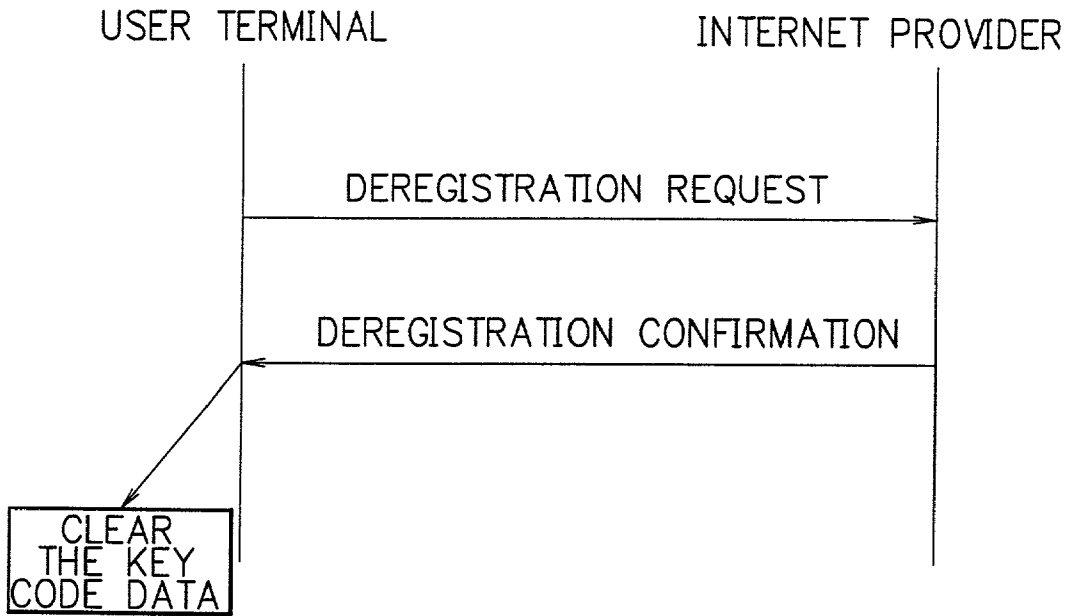 USER TERMINAL
INTERNET PROVIDER
DEREGISTRATION REQUEST
DEREGISTRATION CONFIRMATION
CLEAR
THE KEY
CODE DATA